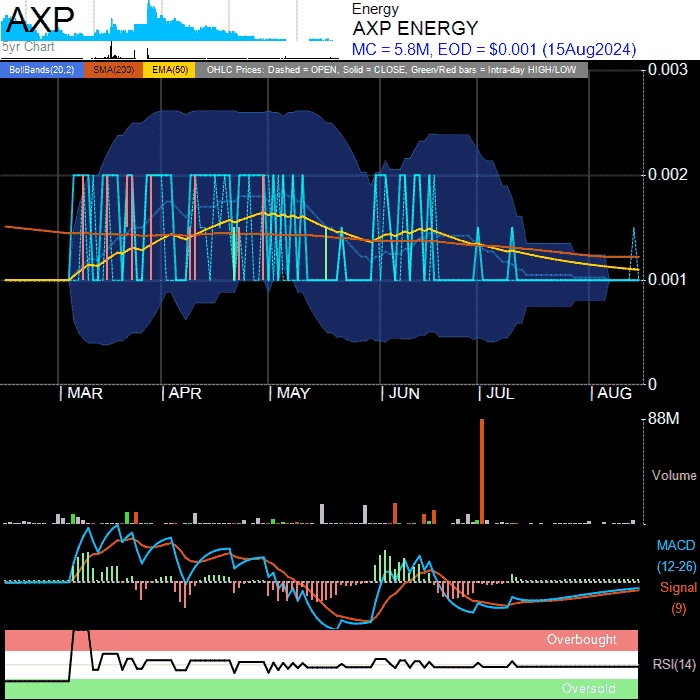 AXP
5yr Chart
Energy
AXP ENERGY
MC = 5.8M, EOD = $0.001 (15Aug2024)
BollBands(20,2) SMA(200) EMA(50) OHLC Prices: Dashed = OPEN, Solid = CLOSE, Green/Red bars = Intra-day HIGH/LOW
0.003
0.002
0.001
0
| MAR | APR | MAY | JUN | JUL | AUG
88M
Volume
MACD
(12-26)
Signal
(9)
Overbought
RSI(14)
Oversold